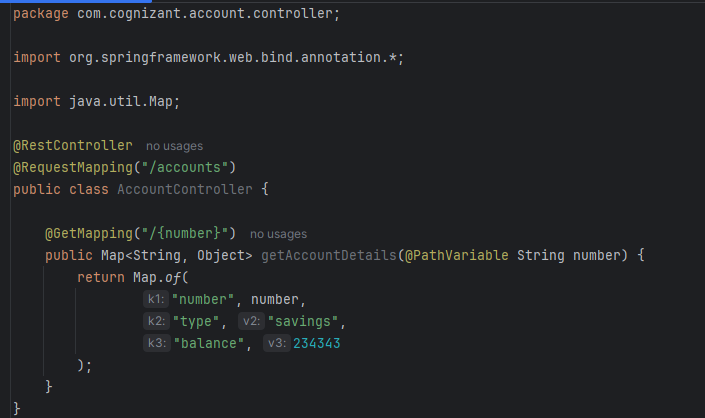 package com.cognizant.account.controller;
import org.springframework.web.bind.annotation.*;
import java.util.Map;
@RestController no usages
@RequestMapping("/accounts")
public class AccountController {
@GetMapping("/{number}") no usages
public Map<String, Object> getAccountDetails(@PathVariable String number) {
return Map.of(
k1: "number", number,
k2: "type", v2: "savings",
k3: "balance", v3: 234343
);
}
}